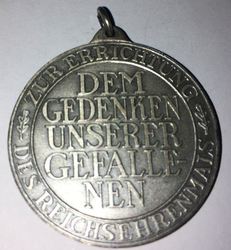 ZUR ERRICHTUNG
DEM
GEDENKEN
UNSERER
GEFALLE-
NEN
DES REICHSEHRENMALS